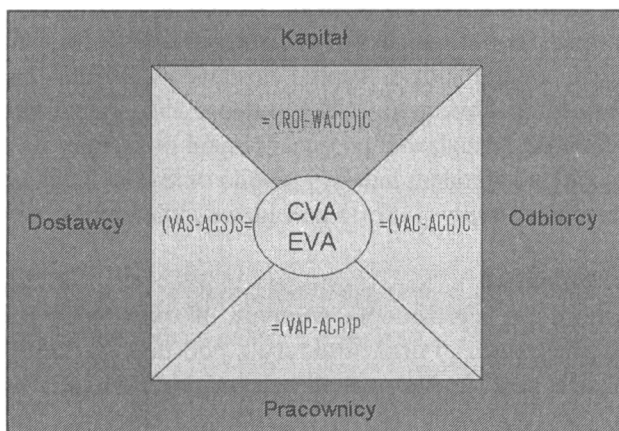 Kapitał
=(ROI-WACC)IC
Dostawcy
(VAS-ACS)S=
CVA
EVA
=(VAC-ACC)C
Odbiorcy
=(VAP-ACP)P
Pracownicy